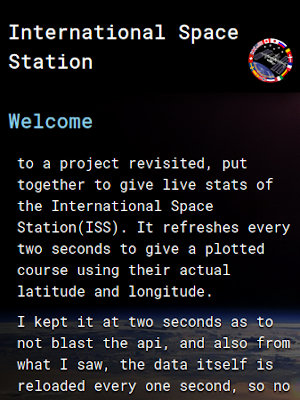 International Space
Station
Welcome
to a project revisited, put
together to give live stats of
the International Space
Station(ISS). It refreshes every
two seconds to give a plotted
course using their actual
latitude and longitude.
I kept it at two seconds as to
not blast the api, and also from
what I saw, the data itself is
reloaded every one second, so no